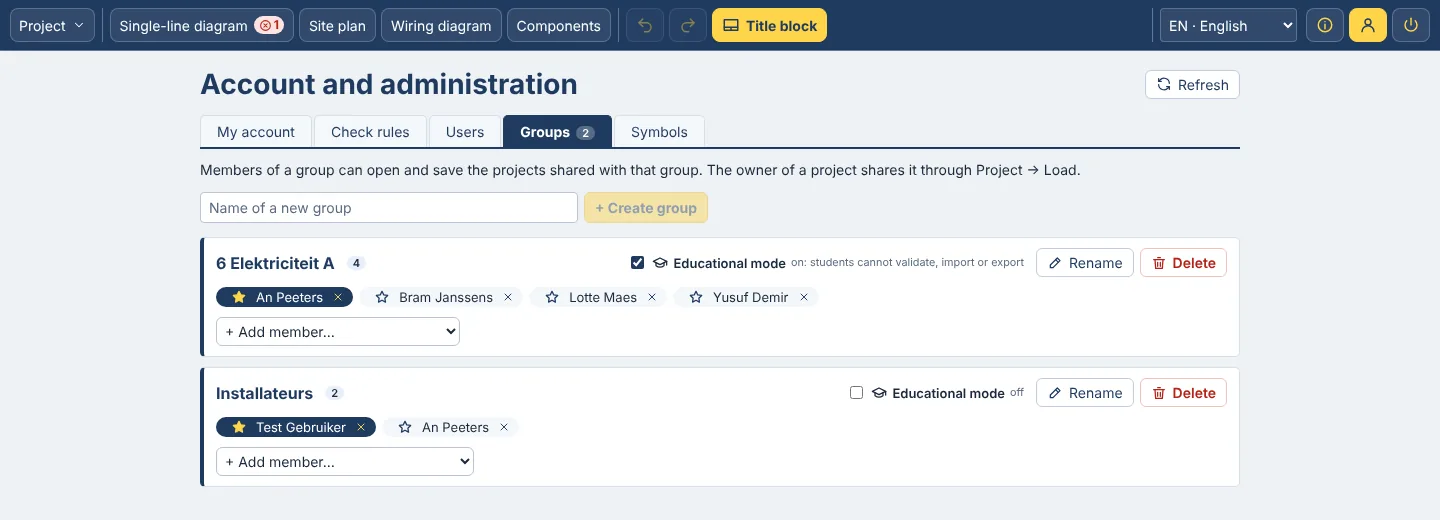 Project Single-line diagram 1 Site plan Wiring diagram Components Title block EN · English
Account and administration Refresh
My account Check rules Users Groups 2 Symbols
Members of a group can open and save the projects shared with that group. The owner of a project shares it through Project → Load.
Name of a new group + Create group
6 Elektriciteit A 4 Educational mode on: students cannot validate, import or export Rename Delete
An Peeters × Bram Janssens × Lotte Maes × Yusuf Demir ×
+ Add member...
Installateurs 2 Educational mode off Rename Delete
Test Gebruiker × An Peeters ×
+ Add member...